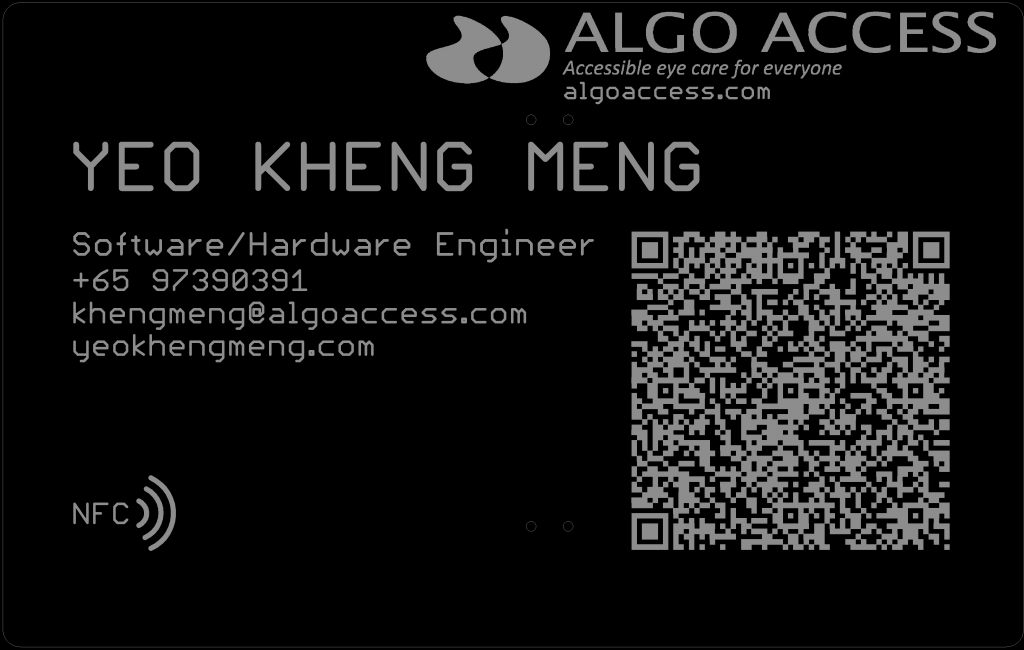 ALGO ACCESS
Accessible eye care for everyone
algoaccess.com
YEO KHENG MENG
Software/Hardware Engineer
+65 97390391
khengmeng@algoaccess.com
yeokhengmeng.com
NFC